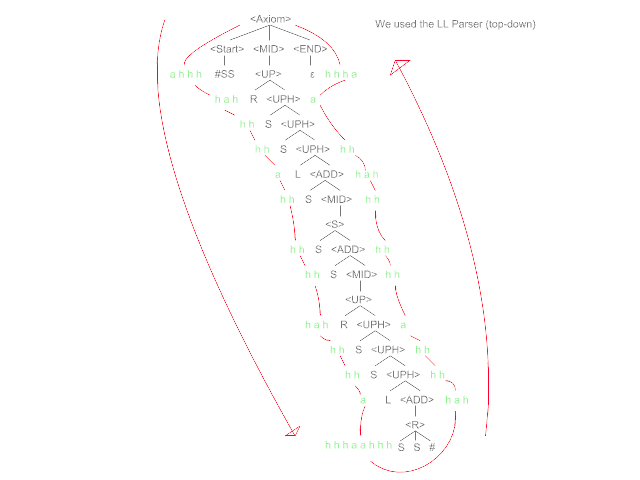 <Axiom>
We used the LL Parser (top-down)
<Start> <MID> <END>
a h h h #SS <UP> ε h h h a
h a h R <UPH> a
h h S <UPH>
h h S <UPH> h h
a L <ADD> h a h
h h S <MID> h h
<S>
h h S <ADD> h h
h h S <MID> h h
<UP>
h a h R <UPH> a
h h S <UPH> h h
h h S <UPH> h h
a L <ADD> h a h
<R>
h h h a a h h h S S #